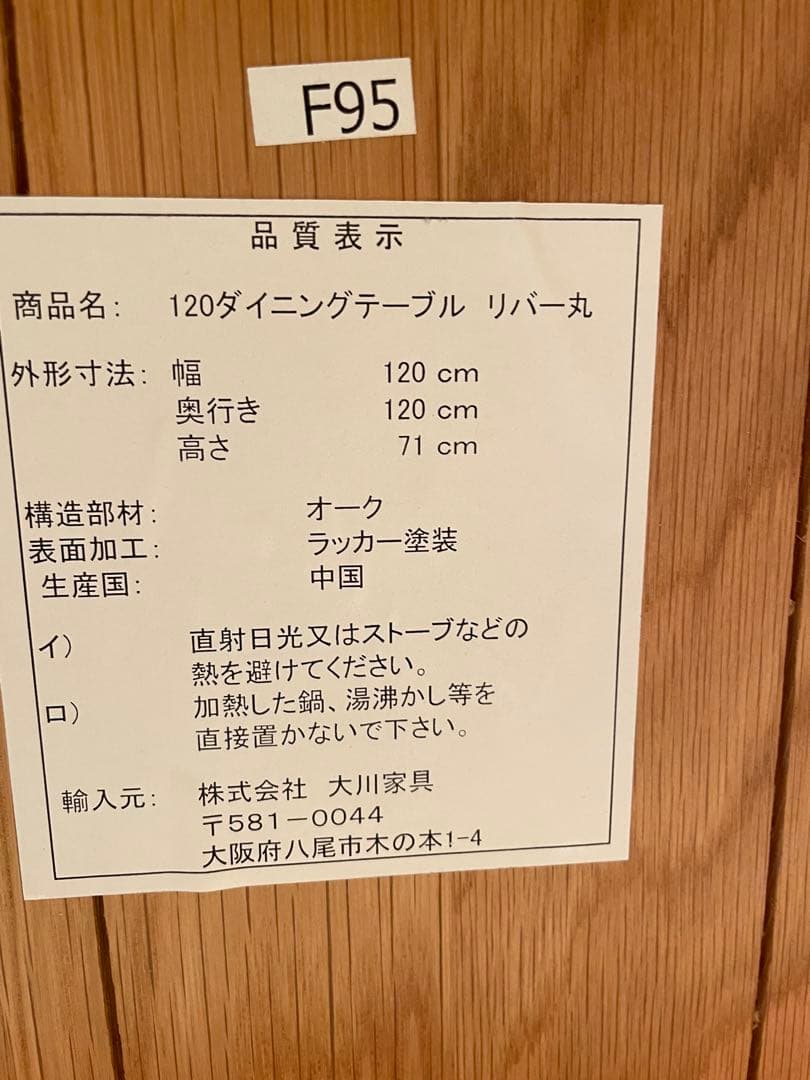 F95
品質表示
商品名: 120ダイニングテーブル リバー丸
外形寸法: 幅 120 cm
奥行き 120 cm
高さ 71 cm
構造部材: オーク
表面加工: ラッカー塗装
生産国: 中国
イ) 直射日光又はストーブなどの
熱を避けてください。
ロ) 加熱した鍋、湯沸かし等を
直接置かないで下さい。
輸入元: 株式会社 大川家具
〒581-0044
大阪府八尾市木の本1-4